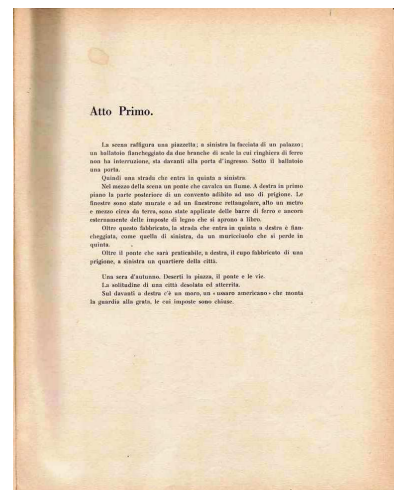 Atto Primo.
La scena raffigura una piazzetta; a sinistra la facciata di un palazzo;
un ballatoio fiancheggiato da due branche di scale la cui ringhiera di ferro
non ha interruzione, sta davanti alla porta d'ingresso. Sotto il ballatoio
una porta.
Quindi una strada che entra in quinta a sinistra.
Nel mezzo della scena un ponte che cavalca un fiume. A destra in primo
piano la parte posteriore di un convento adibito ad uso di prigione. Le
finestre sono state murate e ad un finestrone rettangolare, alto un metro
e mezzo circa da terra, sono state applicate delle barre di ferro e ancora
esternamente delle imposte di legno che si aprono a libro.
Oltre questo fabbricato, la strada che entra in quinta a destra è fian-
cheggiata, come quella di sinistra, da un muricciuolo che si perde in
quinta.
Oltre il ponte che sarà praticabile, a destra, il cupo fabbricato di una
prigione, a sinistra un quartiere della città.
Una sera d'autunno. Deserti la piazza, il ponte e le vie.
La solitudine di una città desolata ed atterrita.
Sul davanti a destra c'è un moro, un «ussaro americano» che monta
la guardia alla grata, le cui imposte sono chiuse.